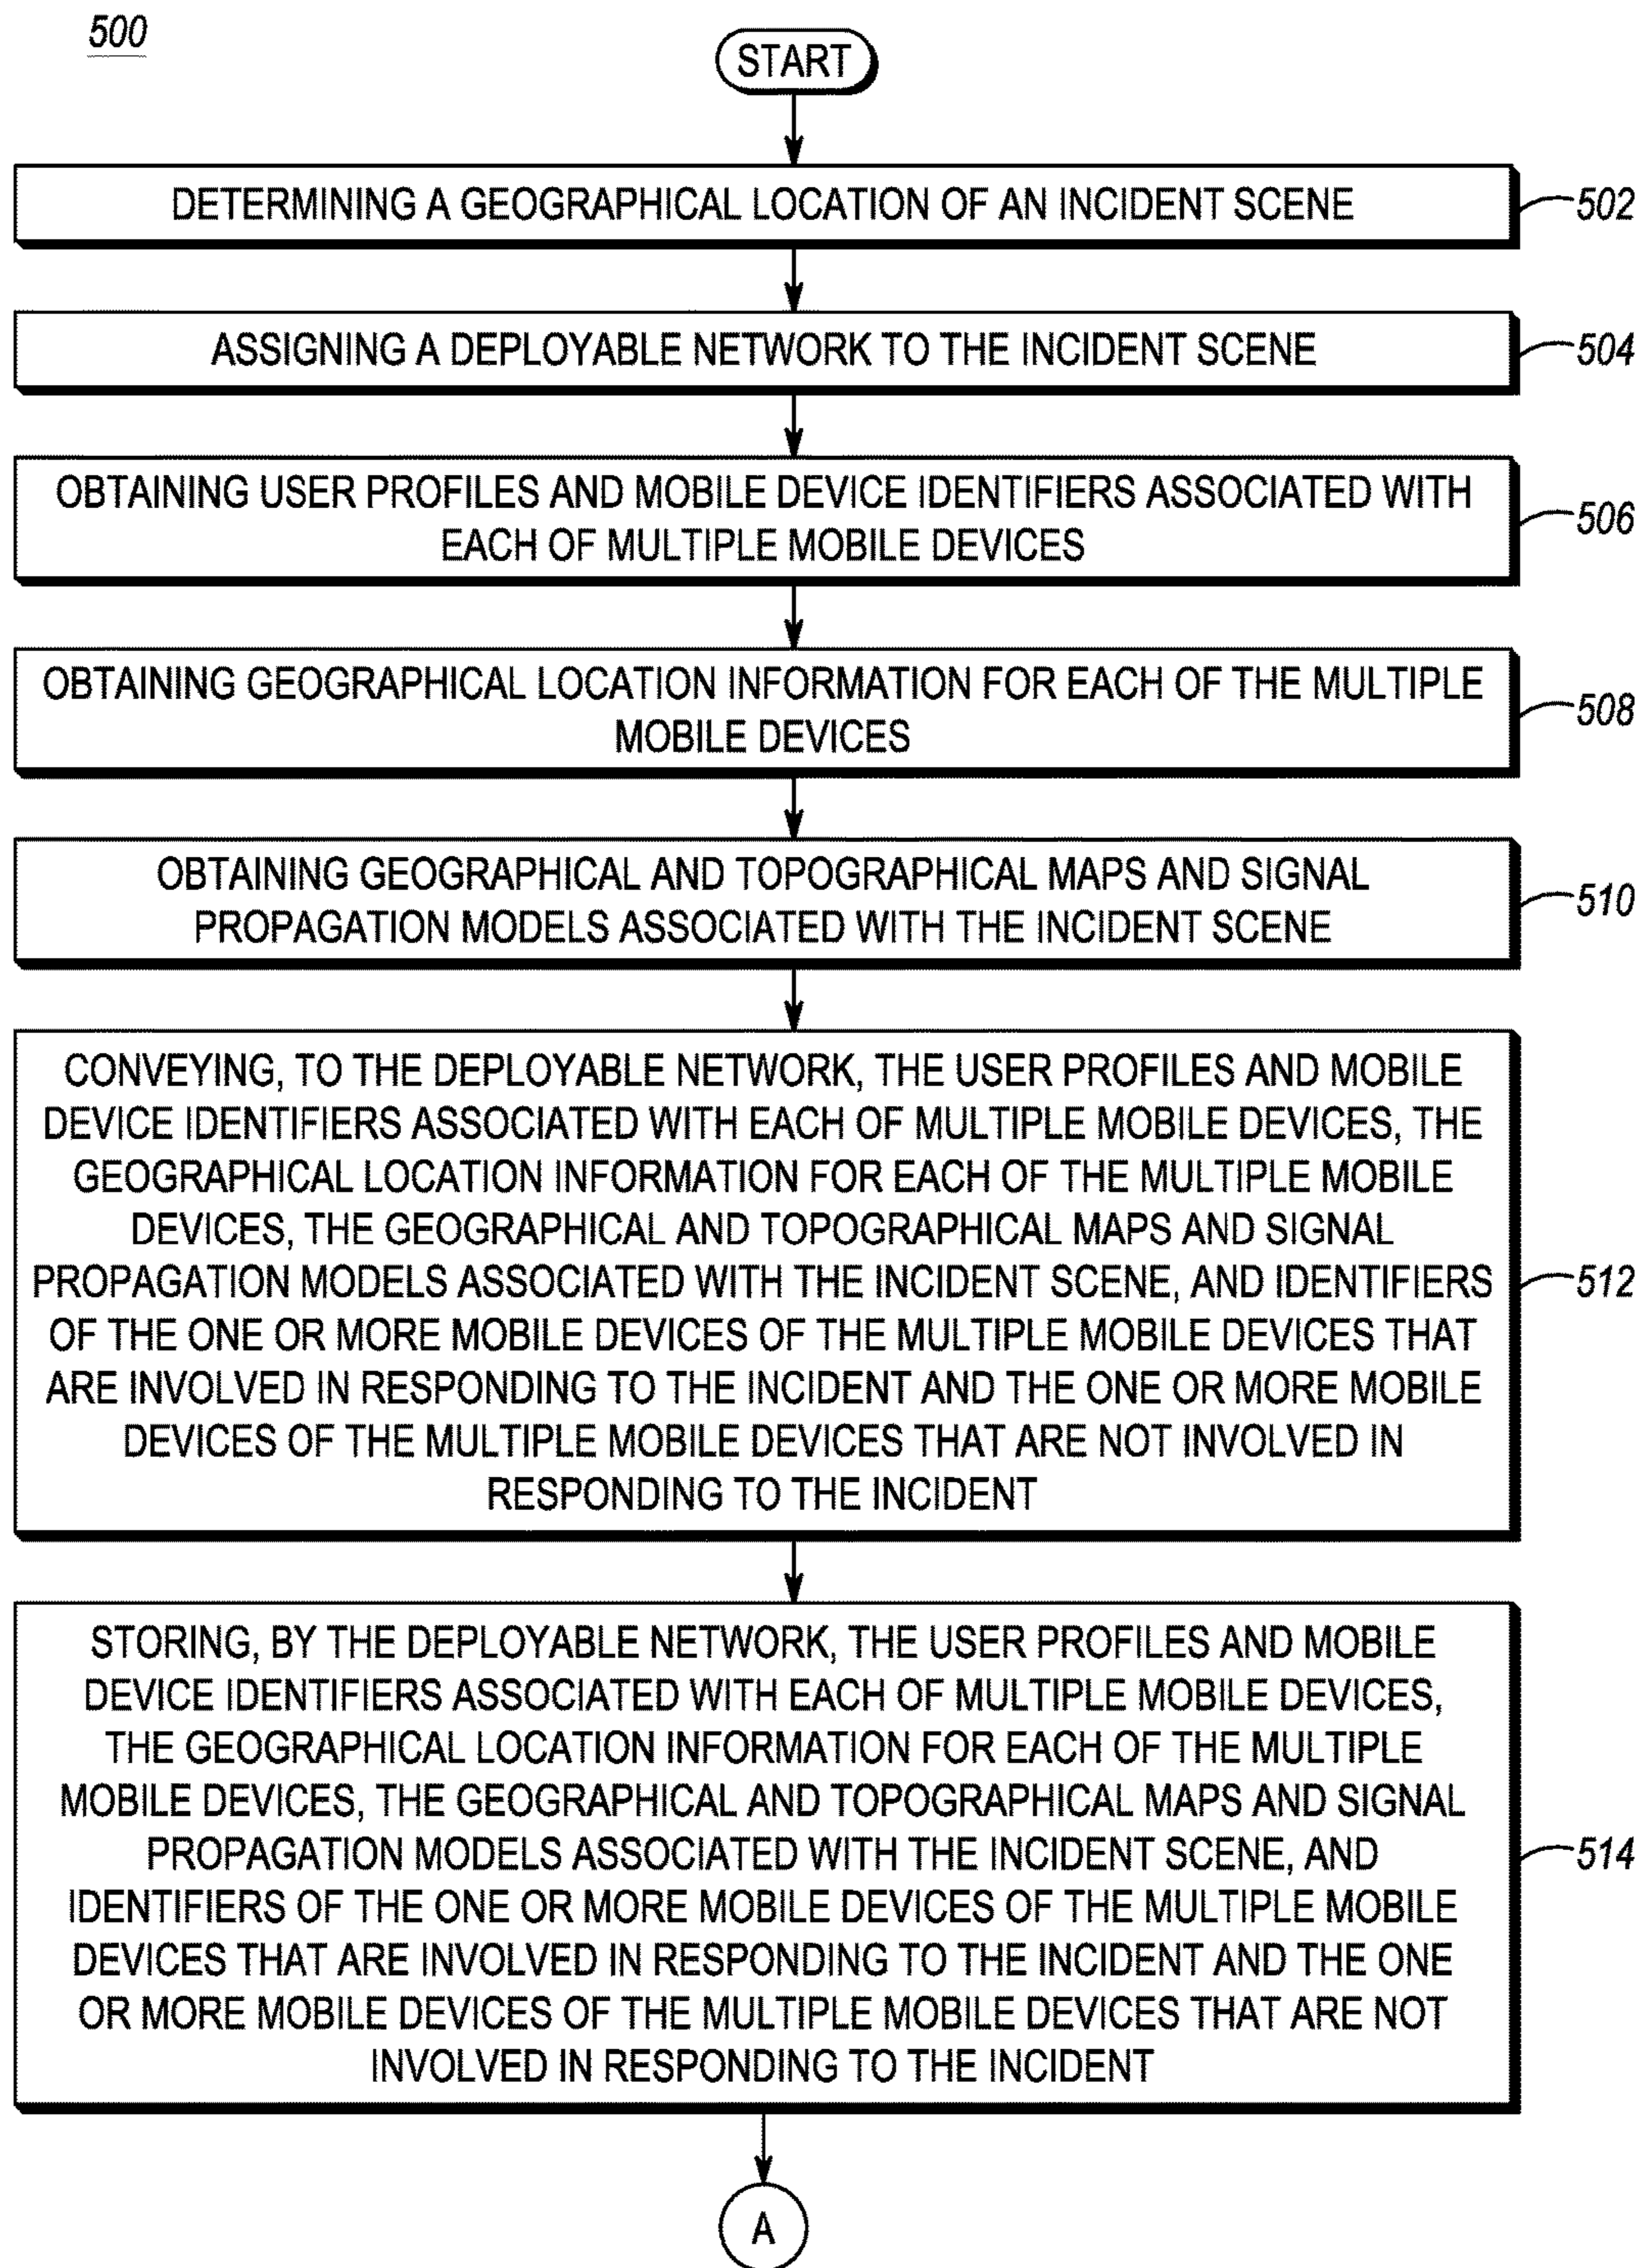 500
START
DETERMINING A GEOGRAPHICAL LOCATION OF AN INCIDENT SCENE
502
ASSIGNING A DEPLOYABLE NETWORK TO THE INCIDENT SCENE
504
OBTAINING USER PROFILES AND MOBILE DEVICE IDENTIFIERS ASSOCIATED WITH
EACH OF MULTIPLE MOBILE DEVICES
506
OBTAINING GEOGRAPHICAL LOCATION INFORMATION FOR EACH OF THE MULTIPLE
MOBILE DEVICES
508
OBTAINING GEOGRAPHICAL AND TOPOGRAPHICAL MAPS AND SIGNAL
PROPAGATION MODELS ASSOCIATED WITH THE INCIDENT SCENE
510
CONVEYING, TO THE DEPLOYABLE NETWORK, THE USER PROFILES AND MOBILE
DEVICE IDENTIFIERS ASSOCIATED WITH EACH OF MULTIPLE MOBILE DEVICES, THE
GEOGRAPHICAL LOCATION INFORMATION FOR EACH OF THE MULTIPLE MOBILE
DEVICES, THE GEOGRAPHICAL AND TOPOGRAPHICAL MAPS AND SIGNAL
PROPAGATION MODELS ASSOCIATED WITH THE INCIDENT SCENE, AND IDENTIFIERS
OF THE ONE OR MORE MOBILE DEVICES OF THE MULTIPLE MOBILE DEVICES THAT
ARE INVOLVED IN RESPONDING TO THE INCIDENT AND THE ONE OR MORE MOBILE
DEVICES OF THE MULTIPLE MOBILE DEVICES THAT ARE NOT INVOLVED IN
RESPONDING TO THE INCIDENT
512
STORING, BY THE DEPLOYABLE NETWORK, THE USER PROFILES AND MOBILE
DEVICE IDENTIFIERS ASSOCIATED WITH EACH OF MULTIPLE MOBILE DEVICES,
THE GEOGRAPHICAL LOCATION INFORMATION FOR EACH OF THE MULTIPLE
MOBILE DEVICES, THE GEOGRAPHICAL AND TOPOGRAPHICAL MAPS AND SIGNAL
PROPAGATION MODELS ASSOCIATED WITH THE INCIDENT SCENE, AND
IDENTIFIERS OF THE ONE OR MORE MOBILE DEVICES OF THE MULTIPLE MOBILE
DEVICES THAT ARE INVOLVED IN RESPONDING TO THE INCIDENT AND THE ONE
OR MORE MOBILE DEVICES OF THE MULTIPLE MOBILE DEVICES THAT ARE NOT
INVOLVED IN RESPONDING TO THE INCIDENT
514
A